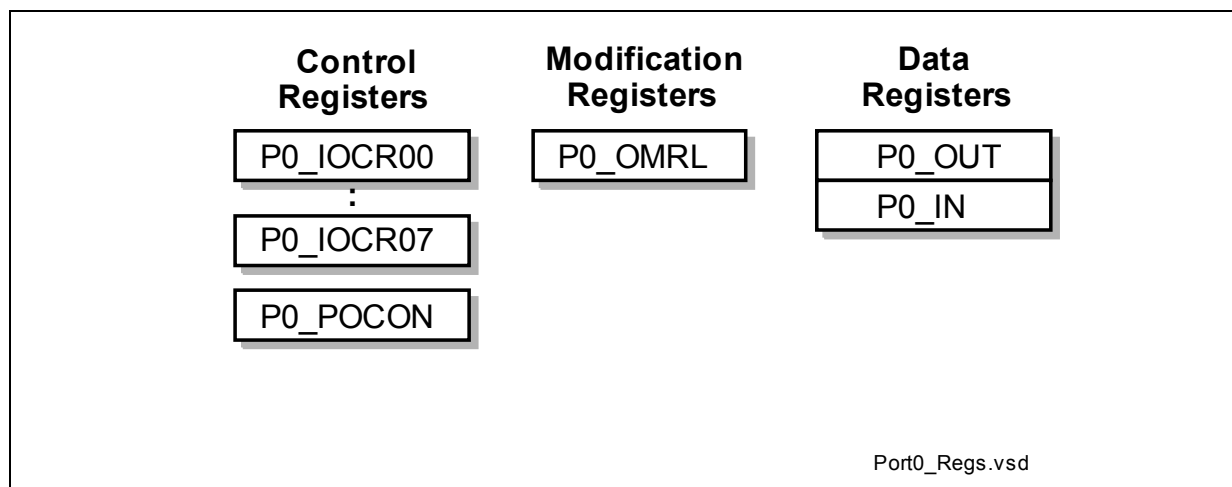 Control
Registers
P0_IOCR00
:
P0_IOCR07
P0_POCON
Modification
Registers
P0_OMRL
Data
Registers
P0_OUT
P0_IN
Port0_Regs.vsd